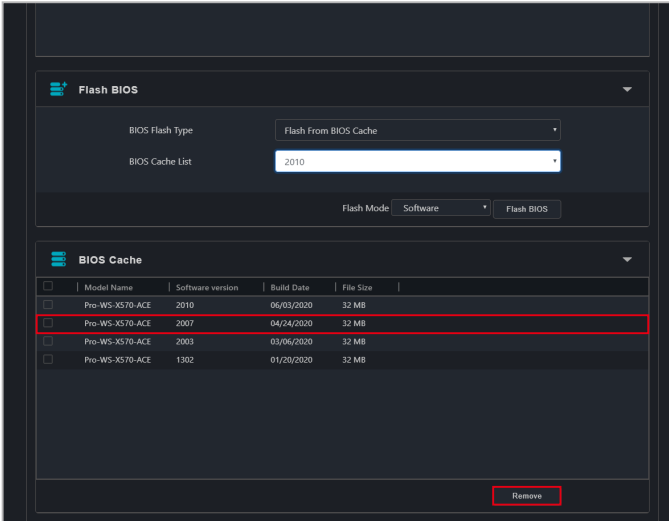 Flash BIOS
BIOS Flash Type Flash From BIOS Cache
BIOS Cache List 2010
Flash Mode Software Flash BIOS
BIOS Cache
Model Name Software version Build Date File Size
Pro-WS-X570-ACE 2010 06/03/2020 32 MB
Pro-WS-X570-ACE 2007 04/24/2020 32 MB
Pro-WS-X570-ACE 2003 03/06/2020 32 MB
Pro-WS-X570-ACE 1302 01/20/2020 32 MB
Remove